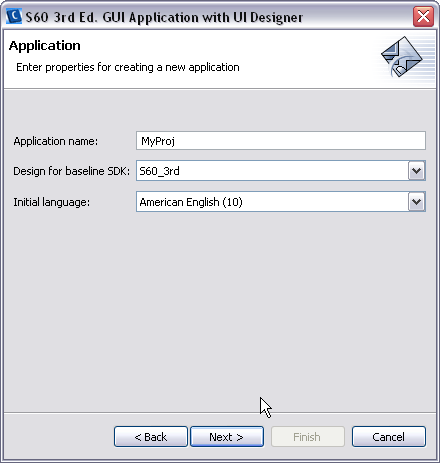 S60 3rd Ed. GUI Application with UI Designer
Application
Enter properties for creating a new application
Application name: MyProj
Design for baseline SDK: S60_3rd
Initial language: American English (10)
< Back Next > Finish Cancel